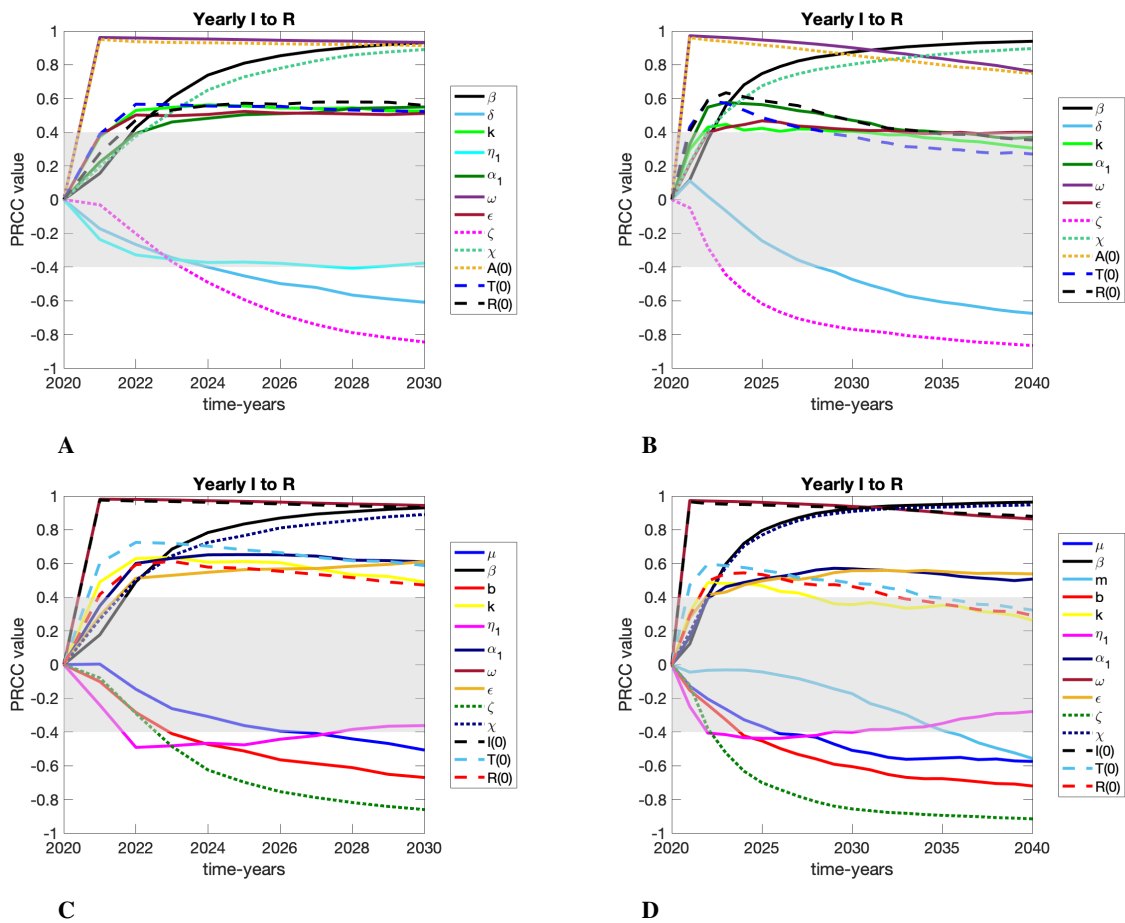 Yearly I to R
PRCC value
1
0.8
0.6
0.4
0.2
0
-0.2
-0.4
-0.6
-0.8
-1
2020
2022
2024
2026
2028
2030
time-years
β
δ
k
η1
α1
ω
ϵ
ζ
χ
A(0)
T(0)
R(0)
A
Yearly I to R
PRCC value
1
0.8
0.6
0.4
0.2
0
-0.2
-0.4
-0.6
-0.8
-1
2020
2025
2030
2035
2040
time-years
β
δ
k
α1
ω
ϵ
ζ
χ
A(0)
T(0)
R(0)
B
Yearly I to R
PRCC value
1
0.8
0.6
0.4
0.2
0
-0.2
-0.4
-0.6
-0.8
-1
2020
2022
2024
2026
2028
2030
time-years
μ
β
b
k
η1
α1
ω
ϵ
ζ
χ
I(0)
T(0)
R(0)
C
Yearly I to R
PRCC value
1
0.8
0.6
0.4
0.2
0
-0.2
-0.4
-0.6
-0.8
-1
2020
2025
2030
2035
2040
time-years
μ
β
m
b
k
η1
α1
ω
ϵ
ζ
χ
I(0)
T(0)
R(0)
D